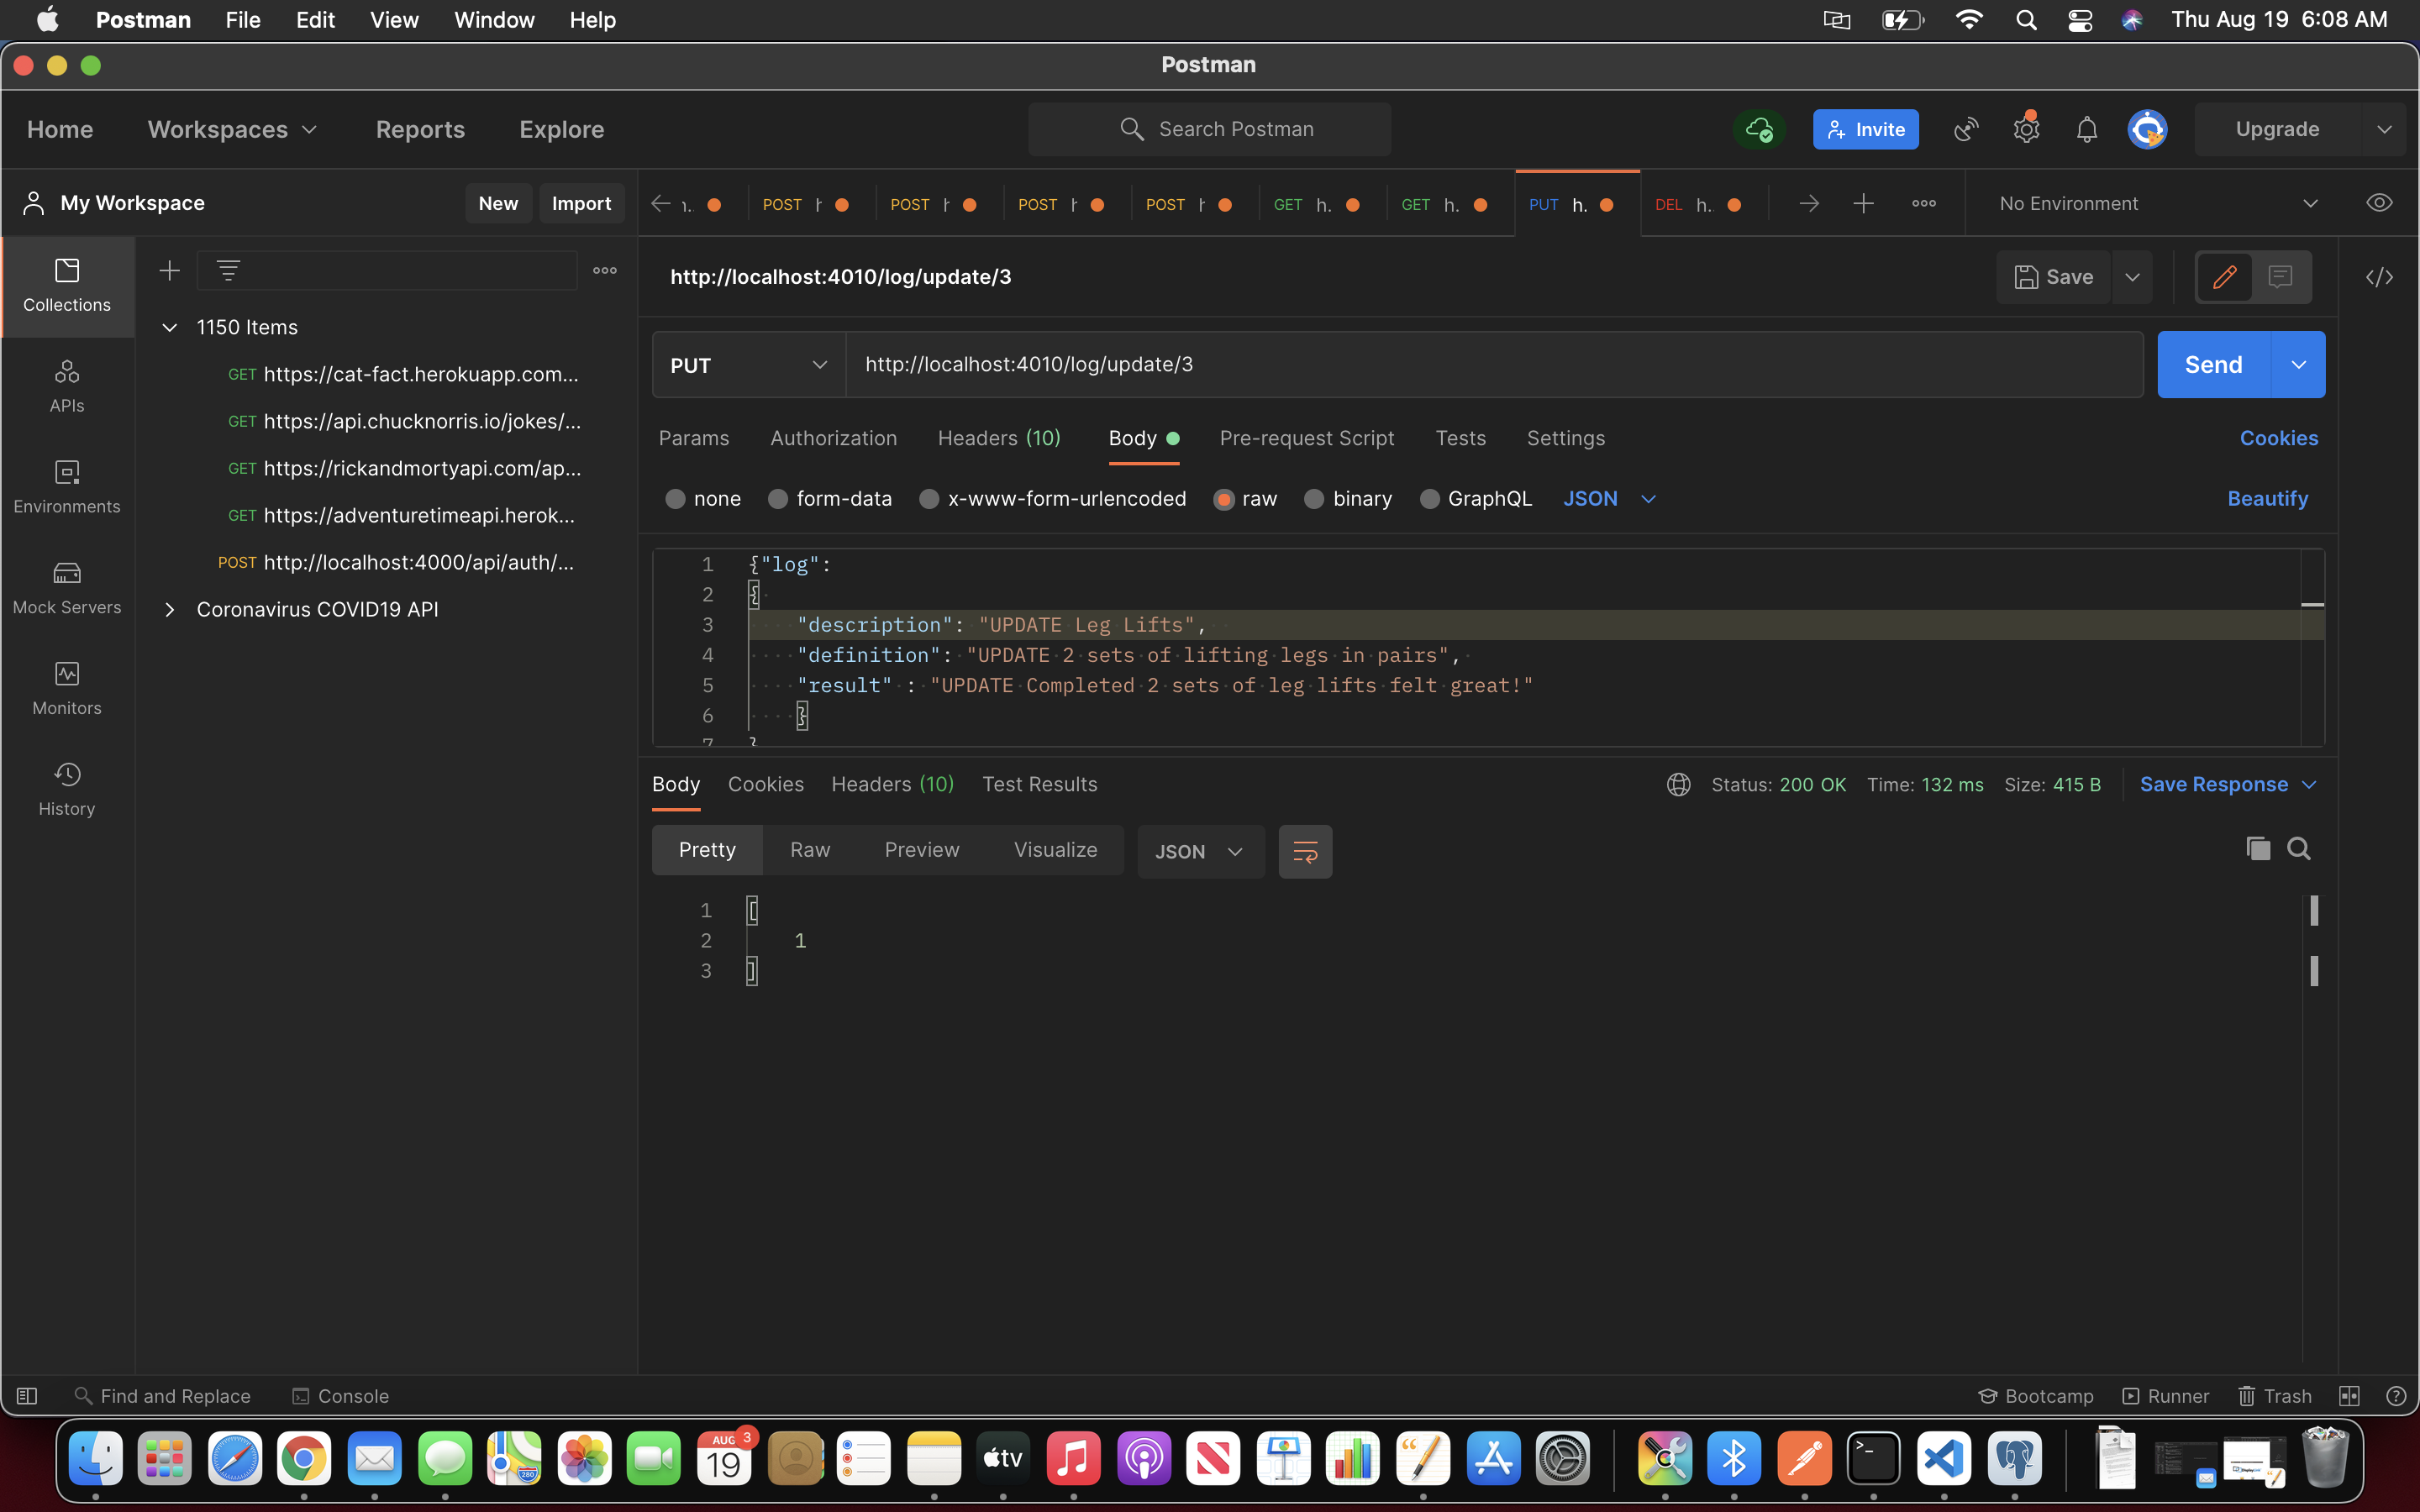 Postman File Edit View Window Help Thu Aug 19 6:08 AM
Postman
Home Workspaces Reports Explore Search Postman Invite Upgrade
My Workspace New Import POST h POST h POST h POST h GET h. GET h. PUT h. DEL h. No Environment
Collections
APIs
Environments
Mock Servers
Monitors
History
1150 Items
GET https://cat-fact.herokuapp.com...
GET https://api.chucknorris.io/jokes/...
GET https://rickandmortyapi.com/ap...
GET https://adventuretimeapi.herok...
POST http://localhost:4000/api/auth/...
Coronavirus COVID19 API
http://localhost:4010/log/update/3 Save
PUT http://localhost:4010/log/update/3 Send
Params Authorization Headers (10) Body Pre-request Script Tests Settings Cookies
none form-data x-www-form-urlencoded raw binary GraphQL JSON Beautify
1 {"log":
2 {
3 "description": "UPDATE Leg Lifts",
4 "definition": "UPDATE 2 sets of lifting legs in pairs",
5 "result" : "UPDATE Completed 2 sets of leg lifts felt great!"
6 }
7 }
Body Cookies Headers (10) Test Results Status: 200 OK Time: 132 ms Size: 415 B Save Response
Pretty Raw Preview Visualize JSON
1 [
2 1
3 ]
Find and Replace Console Bootcamp Runner Trash
AUG 3
19
tv
280